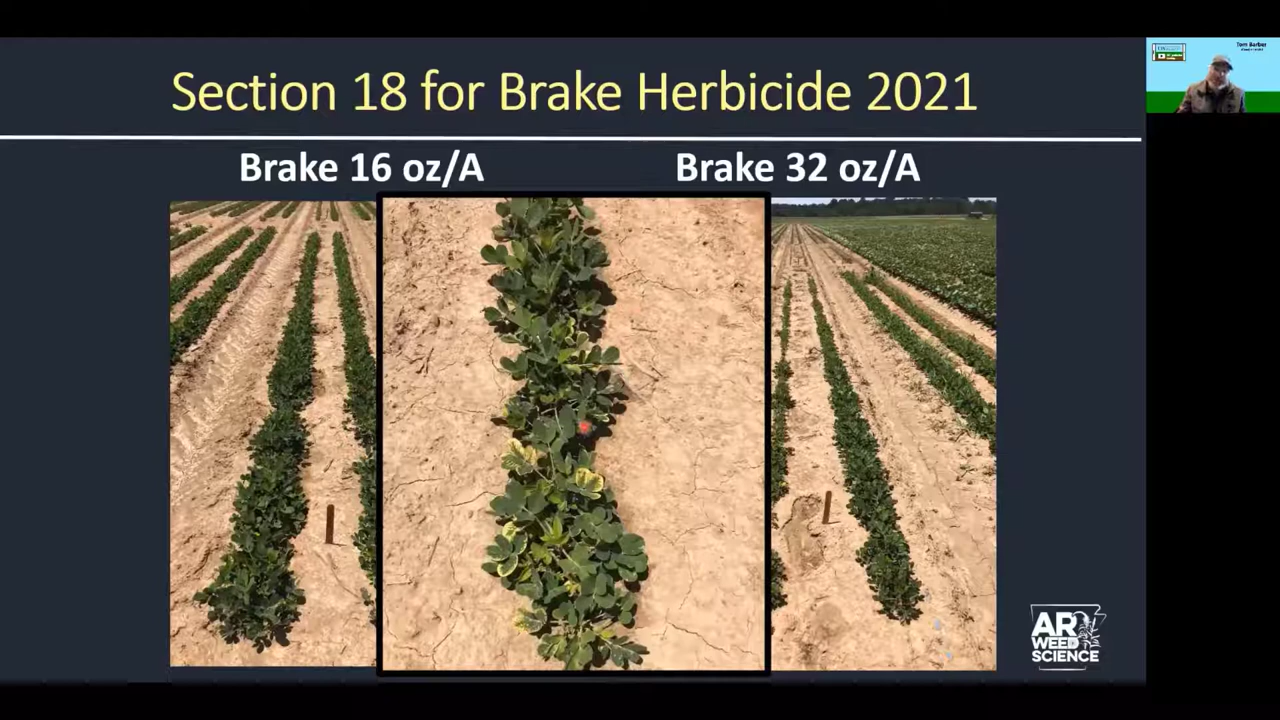 Section 18 for Brake Herbicide 2021
Brake 16 oz/A
Brake 32 oz/A
Tom Barber
AR
WEED
SCIENCE